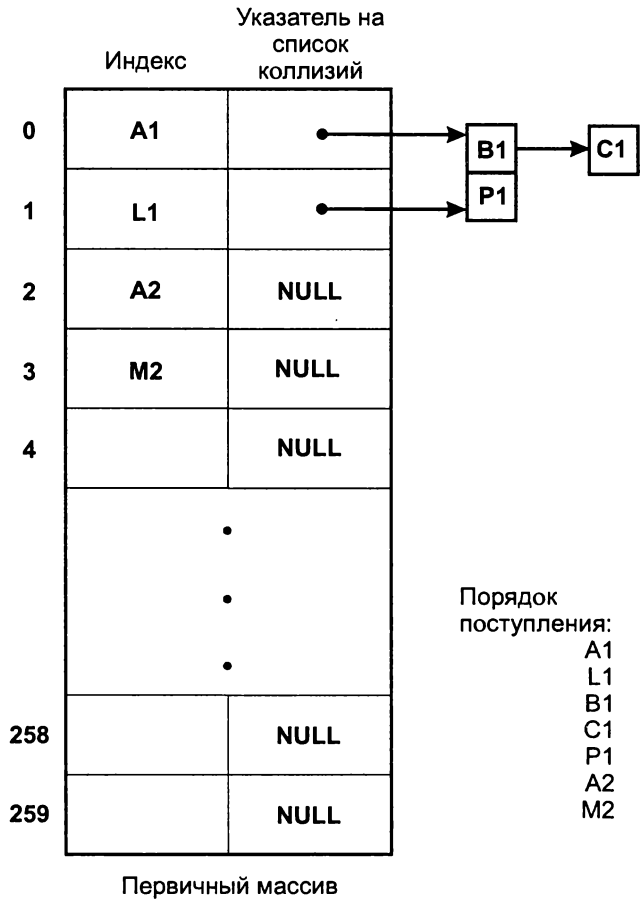 Указатель на
список
коллизий
Индекс
0 A1 B1 C1
1 L1 P1
2 A2 NULL
3 M2 NULL
4 NULL
258 NULL
259 NULL
Порядок
поступления:
A1
L1
B1
C1
P1
A2
M2
Первичный массив